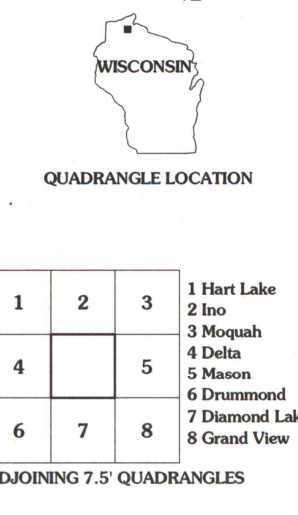 WISCONSIN
QUADRANGLE LOCATION
1 2 3
4 5
6 7 8
1 Hart Lake
2 Ino
3 Moquah
4 Delta
5 Mason
6 Drummond
7 Diamond Lak
8 Grand View
DJOINING 7.5' QUADRANGLES